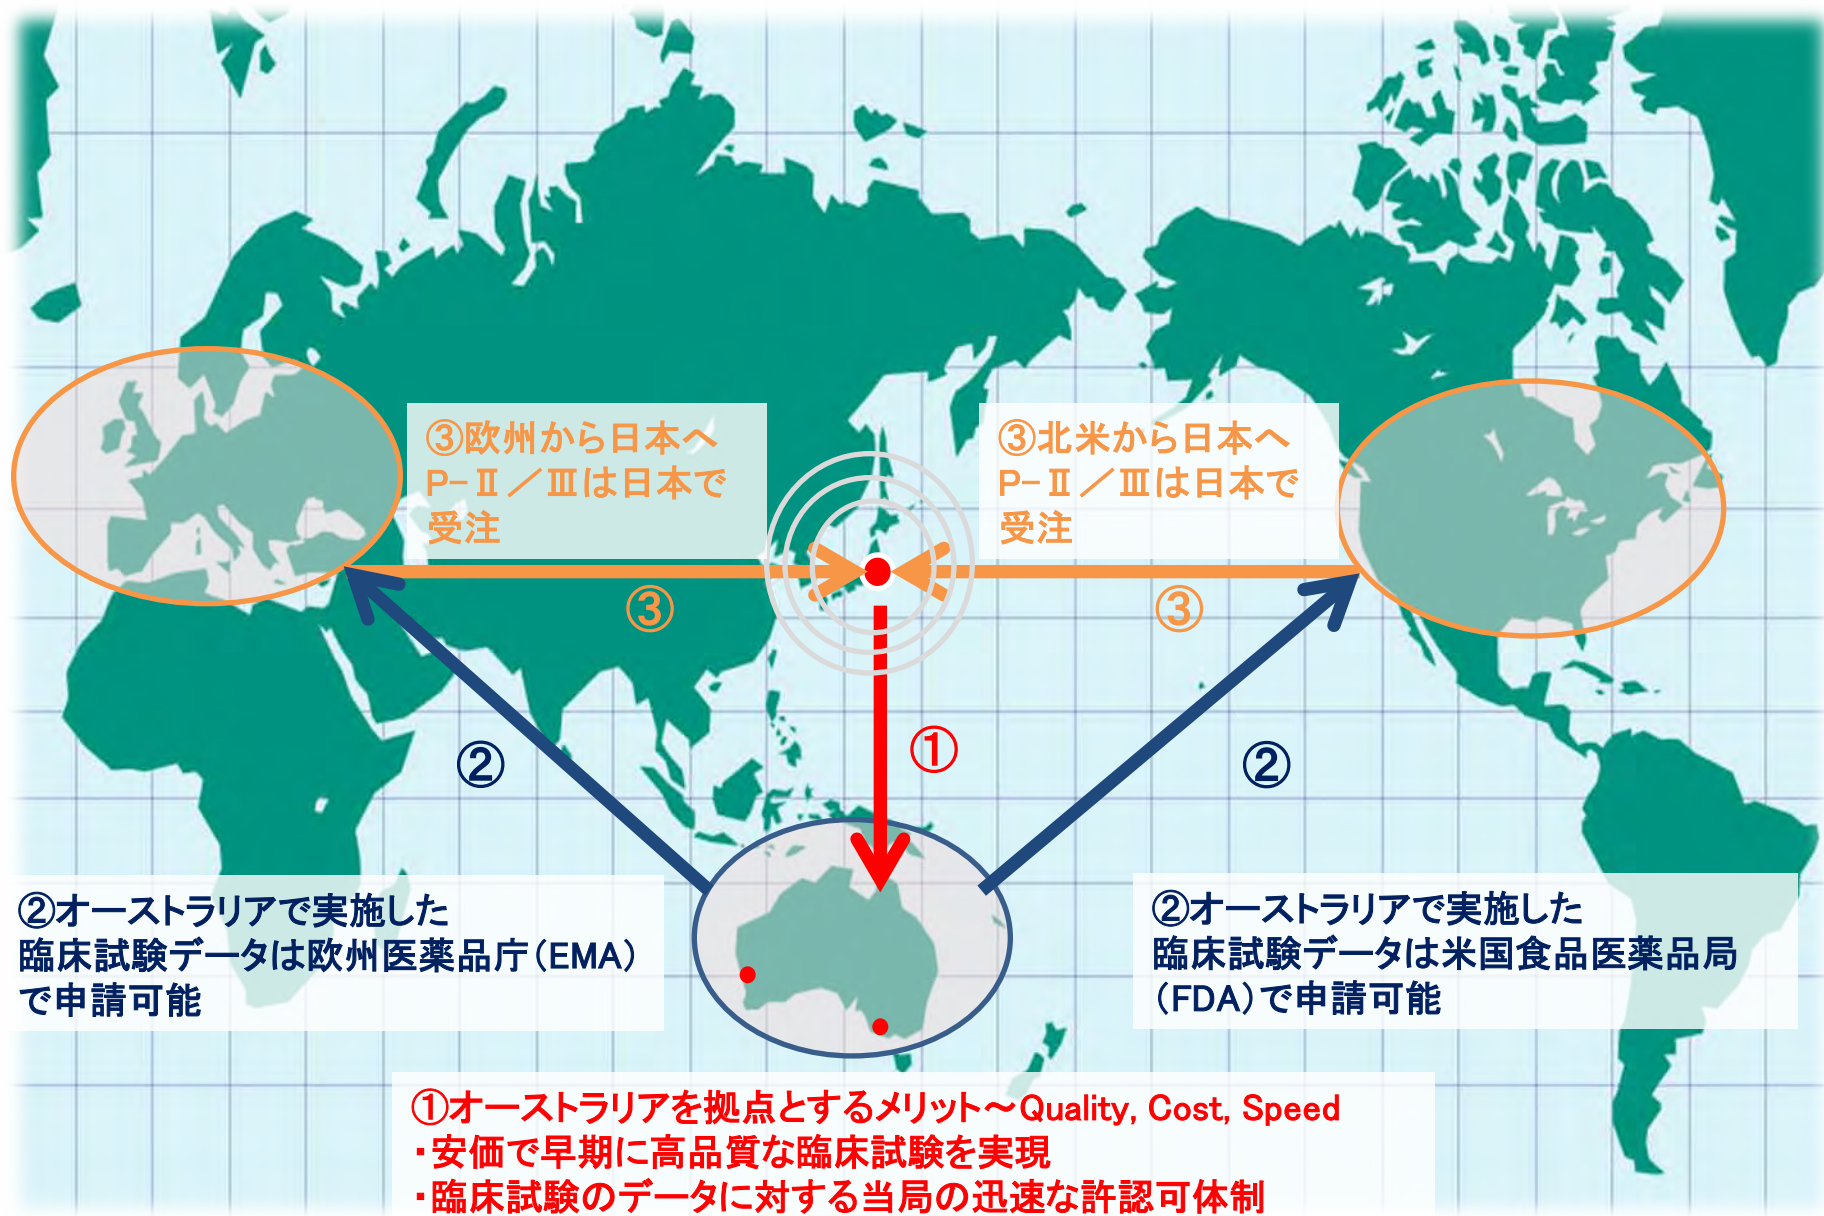 ③欧州から日本へ
P-Ⅱ／Ⅲは日本で
受注
③北米から日本へ
P-Ⅱ／Ⅲは日本で
受注
③
③
②
①
②
②オーストラリアで実施した
臨床試験データは欧州医薬品庁（EMA）
で申請可能
②オーストラリアで実施した
臨床試験データは米国食品医薬品局
（FDA）で申請可能
①オーストラリアを拠点とするメリット～Quality, Cost, Speed
・安価で早期に高品質な臨床試験を実現
・臨床試験のデータに対する当局の迅速な許認可体制